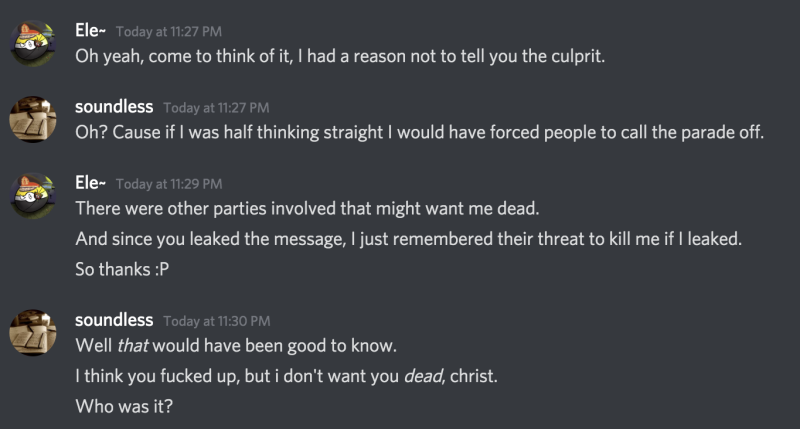 Ele~ Today at 11:27 PM
Oh yeah, come to think of it, I had a reason not to tell you the culprit.
soundless Today at 11:27 PM
Oh? Cause if I was half thinking straight I would have forced people to call the parade off.
Ele~ Today at 11:29 PM
There were other parties involved that might want me dead.
And since you leaked the message, I just remembered their threat to kill me if I leaked.
So thanks :P
soundless Today at 11:30 PM
Well that would have been good to know.
I think you fucked up, but i don't want you dead, christ.
Who was it?